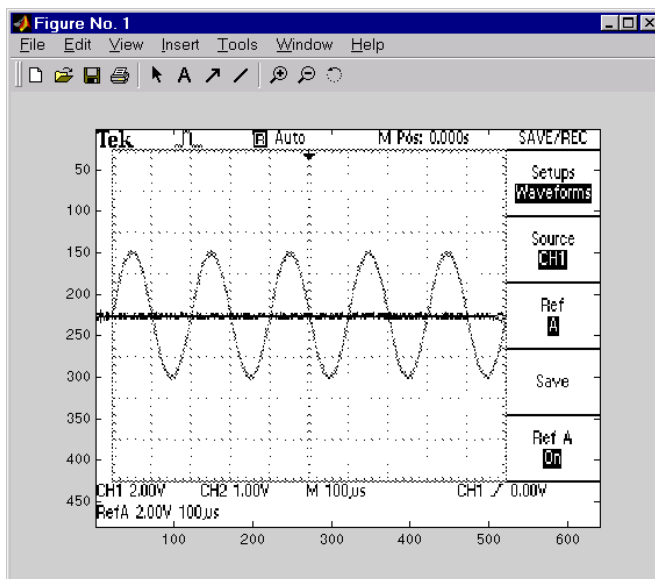 Figure No. 1
File Edit View Insert Tools Window Help
A
Tek R Auto M Pos: 0.000s SAVE/REC
50
100
150
200
250
300
350
400
450
Setups
Waveforms
Source
CH1
Ref
A
Save
Ref A
On
CH1 2.00V CH2 1.00V M 100µs CH1 / 0.00V
RefA 2.00V 100µs
100 200 300 400 500 600